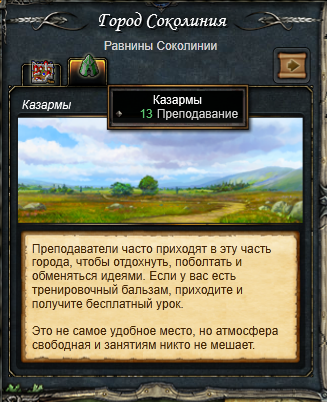 Город Соколиния
Равнины Соколинии
Казармы
Казармы
13 Преподавание
Преподаватели часто приходят в эту часть
города, чтобы отдохнуть, поболтать и
обменяться идеями. Если у вас есть
тренировочный бальзам, приходите и
получите бесплатный урок.
Это не самое удобное место, но атмосфера
свободная и занятиям никто не мешает.